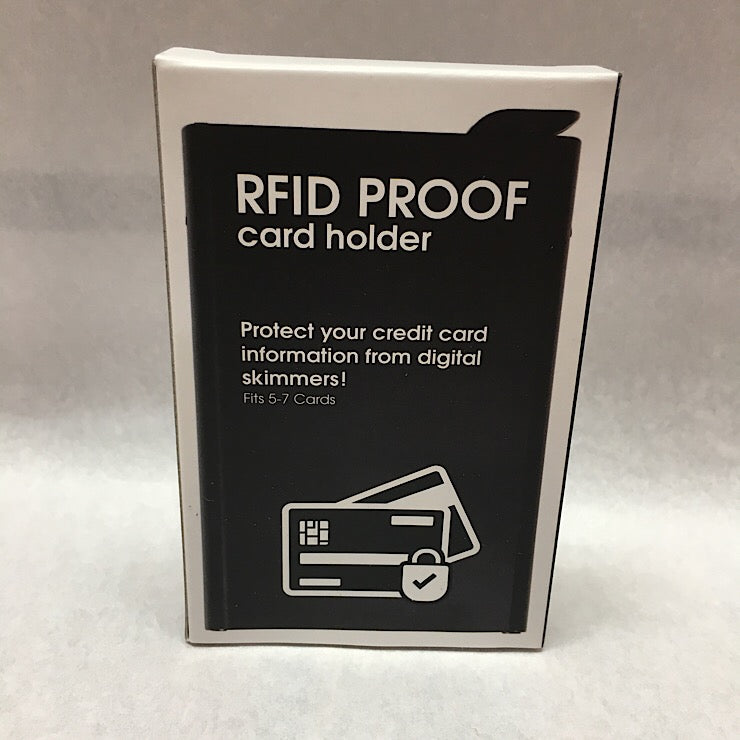 RFID PROOF
card holder
Protect your credit card
information from digital
skimmers!
Fits 5-7 Cards